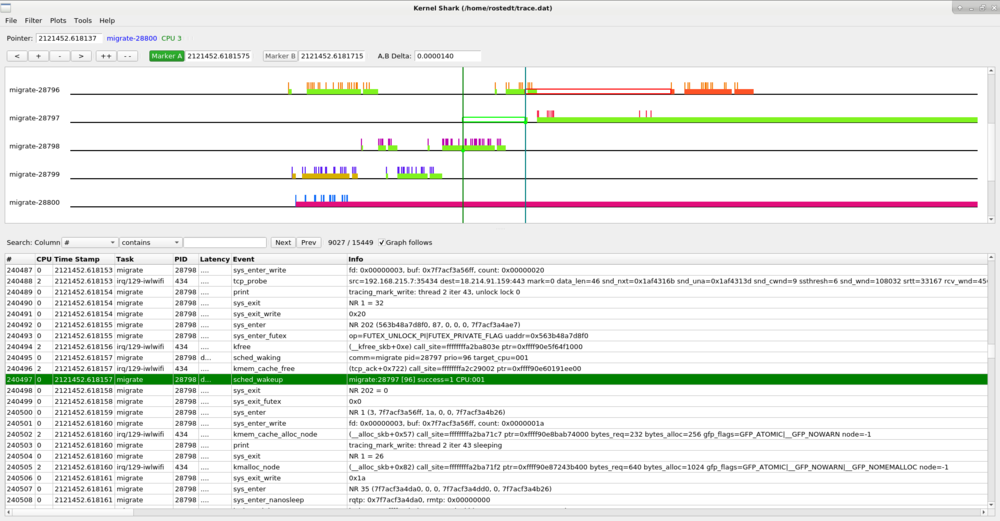 Kernel Shark (/home/rostedt/trace.dat)
File Filter Plots Tools Help
Pointer: 2121452.618137 migrate-28800 CPU 3
< + - > ++ -- Marker A 2121452.6181575 Marker B 2121452.6181715 A,B Delta: 0.0000140
migrate-28796
migrate-28797
migrate-28798
migrate-28799
migrate-28800
Search: Column # contains Next Prev 9027 / 15449 Graph follows
# CPU Time Stamp Task PID Latency Event Info
240487 0 2121452.618153 migrate 28798 .... sys_enter_write fd: 0x00000003, buf: 0x7f7acf3a56ff, count: 0x00000020
240488 2 2121452.618153 irq/129-iwlwifi 434 .... tcp_probe src=192.168.215.7:35434 dest=18.214.91.159:443 mark=0 data_len=46 snd_nxt=0x1af4316b snd_una=0x1af4313d snd_cwnd=9 ssthresh=6 snd_wnd=108032 srtt=33167 rcv_wnd=45
240489 0 2121452.618154 migrate 28798 .... print tracing_mark_write: thread 2 iter 43, unlock lock 0
240490 0 2121452.618154 migrate 28798 .... sys_exit NR 1 = 32
240491 0 2121452.618154 migrate 28798 .... sys_exit_write 0x20
240492 0 2121452.618155 migrate 28798 .... sys_enter NR 202 (563b48a7d8f0, 87, 0, 0, 0, 7f7acf3a4ae7)
240493 0 2121452.618155 migrate 28798 .... sys_enter_futex op=FUTEX_UNLOCK_PI|FUTEX_PRIVATE_FLAG uaddr=0x563b48a7d8f0
240494 2 2121452.618156 irq/129-iwlwifi 434 .... kfree (__kfree_skb+0xe) call_site=ffffffffa2ba803e ptr=0xffff90e5f64f1000
240495 0 2121452.618157 migrate 28798 d... sched_waking comm=migrate pid=28797 prio=96 target_cpu=001
240496 2 2121452.618157 irq/129-iwlwifi 434 .... kmem_cache_free (tcp_ack+0x722) call_site=ffffffffa2c29002 ptr=0xffff90e60191ee00
240497 0 2121452.618157 migrate 28798 d... sched_wakeup migrate:28797 [96] success=1 CPU:001
240498 0 2121452.618158 migrate 28798 .... sys_exit NR 202 = 0
240499 0 2121452.618158 migrate 28798 .... sys_exit_futex 0x0
240500 0 2121452.618159 migrate 28798 .... sys_enter NR 1 (3, 7f7acf3a56ff, 1a, 0, 0, 7f7acf3a4b26)
240501 0 2121452.618160 migrate 28798 .... sys_enter_write fd: 0x00000003, buf: 0x7f7acf3a56ff, count: 0x0000001a
240502 2 2121452.618160 irq/129-iwlwifi 434 .... kmem_cache_alloc_node (__alloc_skb+0x57) call_site=ffffffffa2ba71c7 ptr=0xffff90e8bab74000 bytes_req=232 bytes_alloc=256 gfp_flags=GFP_ATOMIC|__GFP_NOWARN node=-1
240503 0 2121452.618160 migrate 28798 .... print tracing_mark_write: thread 2 iter 43 sleeping
240504 0 2121452.618160 migrate 28798 .... sys_exit NR 1 = 26
240505 2 2121452.618160 irq/129-iwlwifi 434 .... kmalloc_node (__alloc_skb+0x82) call_site=ffffffffa2ba71f2 ptr=0xffff90e87243b400 bytes_req=640 bytes_alloc=1024 gfp_flags=GFP_ATOMIC|__GFP_NOWARN|__GFP_NOMEMALLOC node=-1
240506 0 2121452.618161 migrate 28798 .... sys_exit_write 0x1a
240507 0 2121452.618161 migrate 28798 .... sys_enter NR 35 (7f7acf3a4da0, 0, 0, 7f7acf3a4dd0, 0, 7f7acf3a4b26)
240508 0 2121452.618161 migrate 28798 .... sys_enter_nanosleep rqtp: 0x7f7acf3a4da0, rmtp: 0x00000000